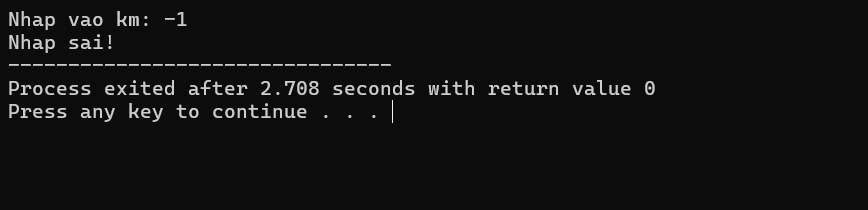 Nhap vao km: -1
Nhap sai!
--------------------------------
Process exited after 2.708 seconds with return value 0
Press any key to continue . . .